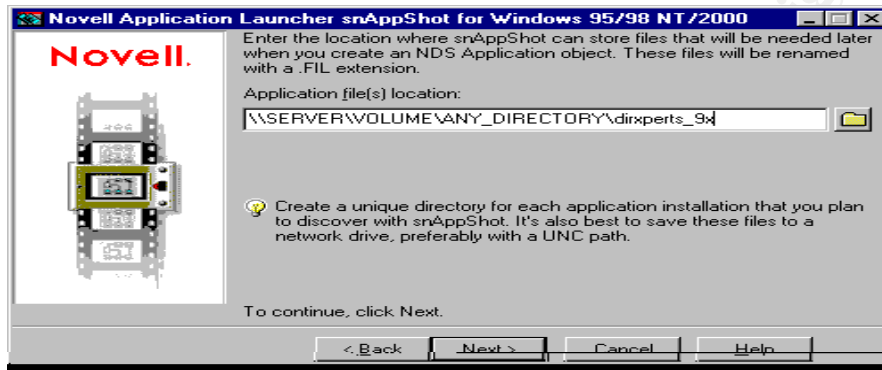 Novell Application Launcher snAppShot for Windows 95/98 NT/2000
Novell.
Enter the location where snAppShot can store files that will be needed later
when you create an NDS Application object. These files will be renamed
with a .FIL extension.
Application file(s) location:
\\SERVER\VOLUME\ANY_DIRECTORY\dirxperts_9x
Create a unique directory for each application installation that you plan
to discover with snAppShot. It's also best to save these files to a
network drive, preferably with a UNC path.
To continue, click Next.
< Back Next > Cancel Help